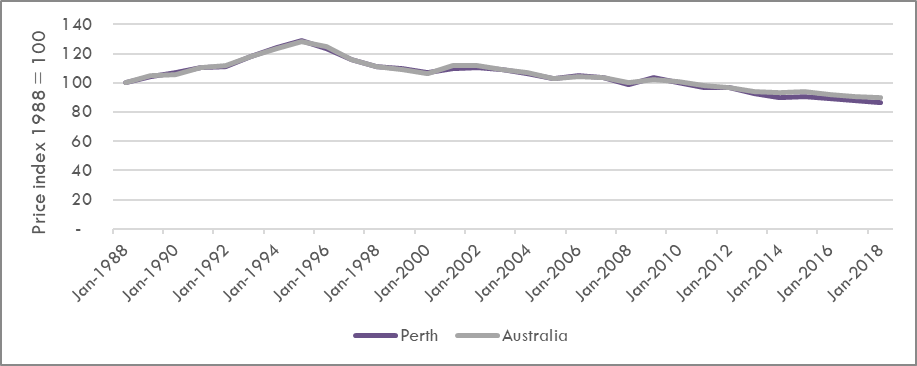 Price index 1988 = 100
140
120
100
80
60
40
20
-
Jan-1988
Jan-1990
Jan-1992
Jan-1994
Jan-1996
Jan-1998
Jan-2000
Jan-2002
Jan-2004
Jan-2006
Jan-2008
Jan-2010
Jan-2012
Jan-2014
Jan-2016
Jan-2018
Perth Australia